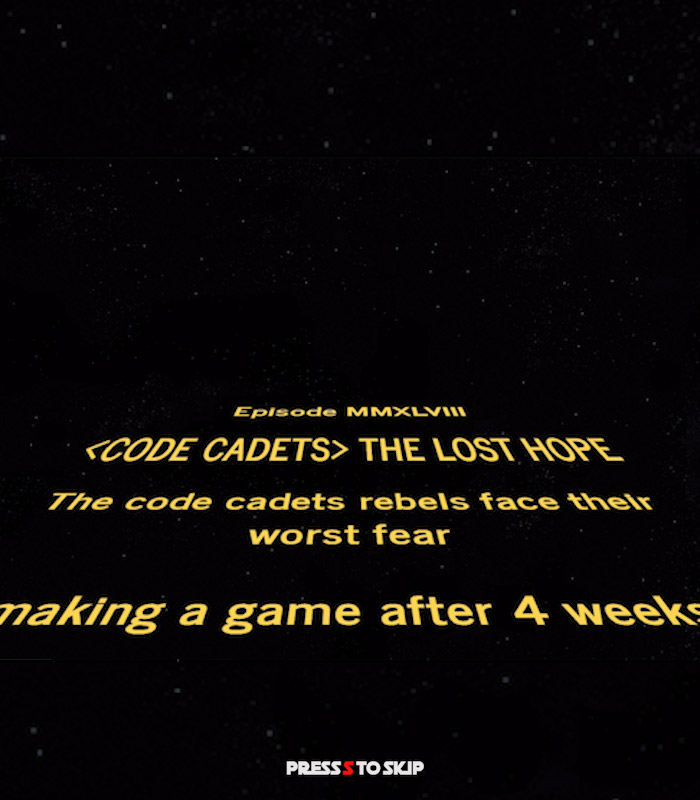 Episode MMXLVIII
<CODE CADETS> THE LOST HOPE
The code cadets rebels face their
worst fear
making a game after 4 weeks
PRESS S TO SKIP